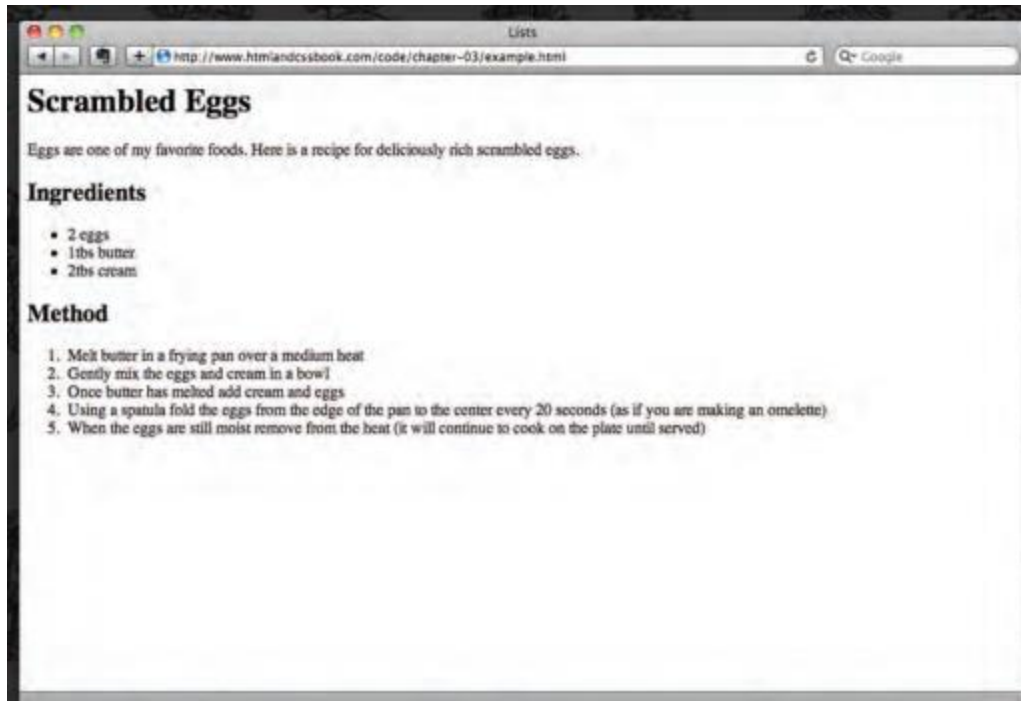 Lists
http://www.htmlandcssbook.com/code/chapter-03/example.html
Google
Scrambled Eggs
Eggs are one of my favorite foods. Here is a recipe for deliciously rich scrambled eggs.
Ingredients
• 2 eggs
• 1tbs butter
• 2tbs cream
Method
1. Melt butter in a frying pan over a medium heat
2. Gently mix the eggs and cream in a bowl
3. Once butter has melted add cream and eggs
4. Using a spatula fold the eggs from the edge of the pan to the center every 20 seconds (as if you are making an omelette)
5. When the eggs are still moist remove from the heat (it will continue to cook on the plate until served)